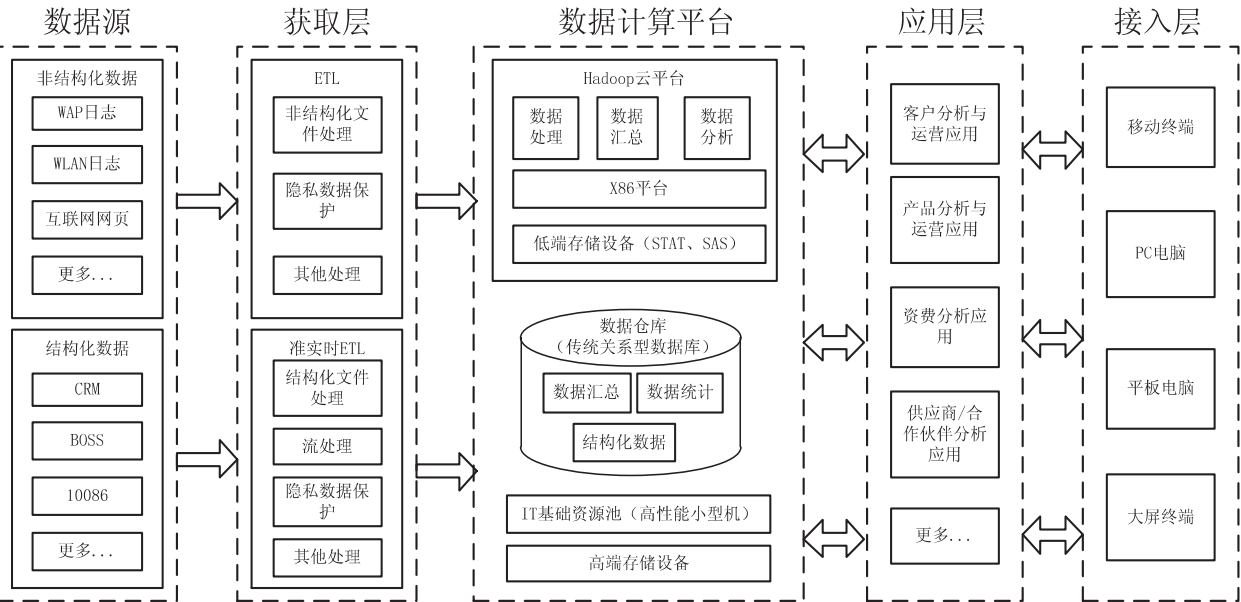 数据源
获取层
数据计算平台
应用层
接入层
非结构化数据
WAP日志
WLAN日志
互联网网页
更多...
结构化数据
CRM
BOSS
10086
更多...
ETL
非结构化文
件处理
隐私数据保
护
其他处理
准实时ETL
结构化文件
处理
流处理
隐私数据保
护
其他处理
Hadoop云平台
数据
处理
数据
汇总
数据
分析
X86平台
低端存储设备（STAT、SAS）
数据仓库
（传统关系型数据库）
数据汇总
数据统计
结构化数据
IT基础资源池（高性能小型机）
高端存储设备
客户分析与
运营应用
产品分析与
运营应用
资费分析应
用
供应商/合
作伙伴分析
应用
更多...
移动终端
PC电脑
平板电脑
大屏终端